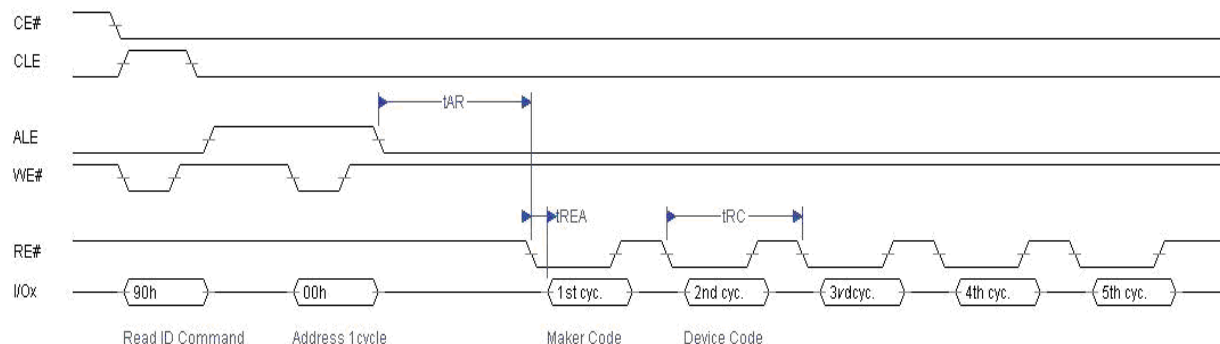 CE#
CLE
tAR
ALE
WE#
tREA
tRC
RE#
I/Ox 90h 00h 1st cyc. 2nd cyc. 3rdcyc. 4th cyc. 5th cyc.
Read ID Command Address 1cycle Maker Code Device Code